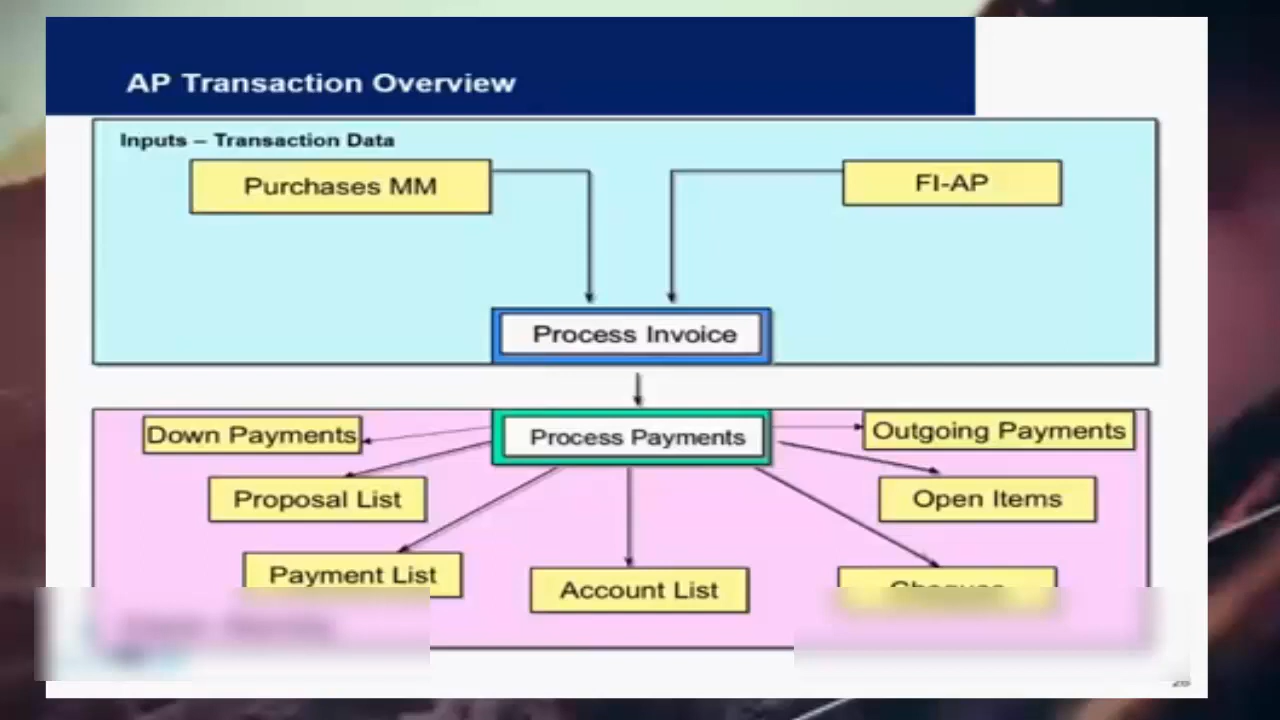 AP Transaction Overview
Inputs – Transaction Data
Purchases MM
FI-AP
Process Invoice
Process Payments
Down Payments
Outgoing Payments
Proposal List
Open Items
Payment List
Account List